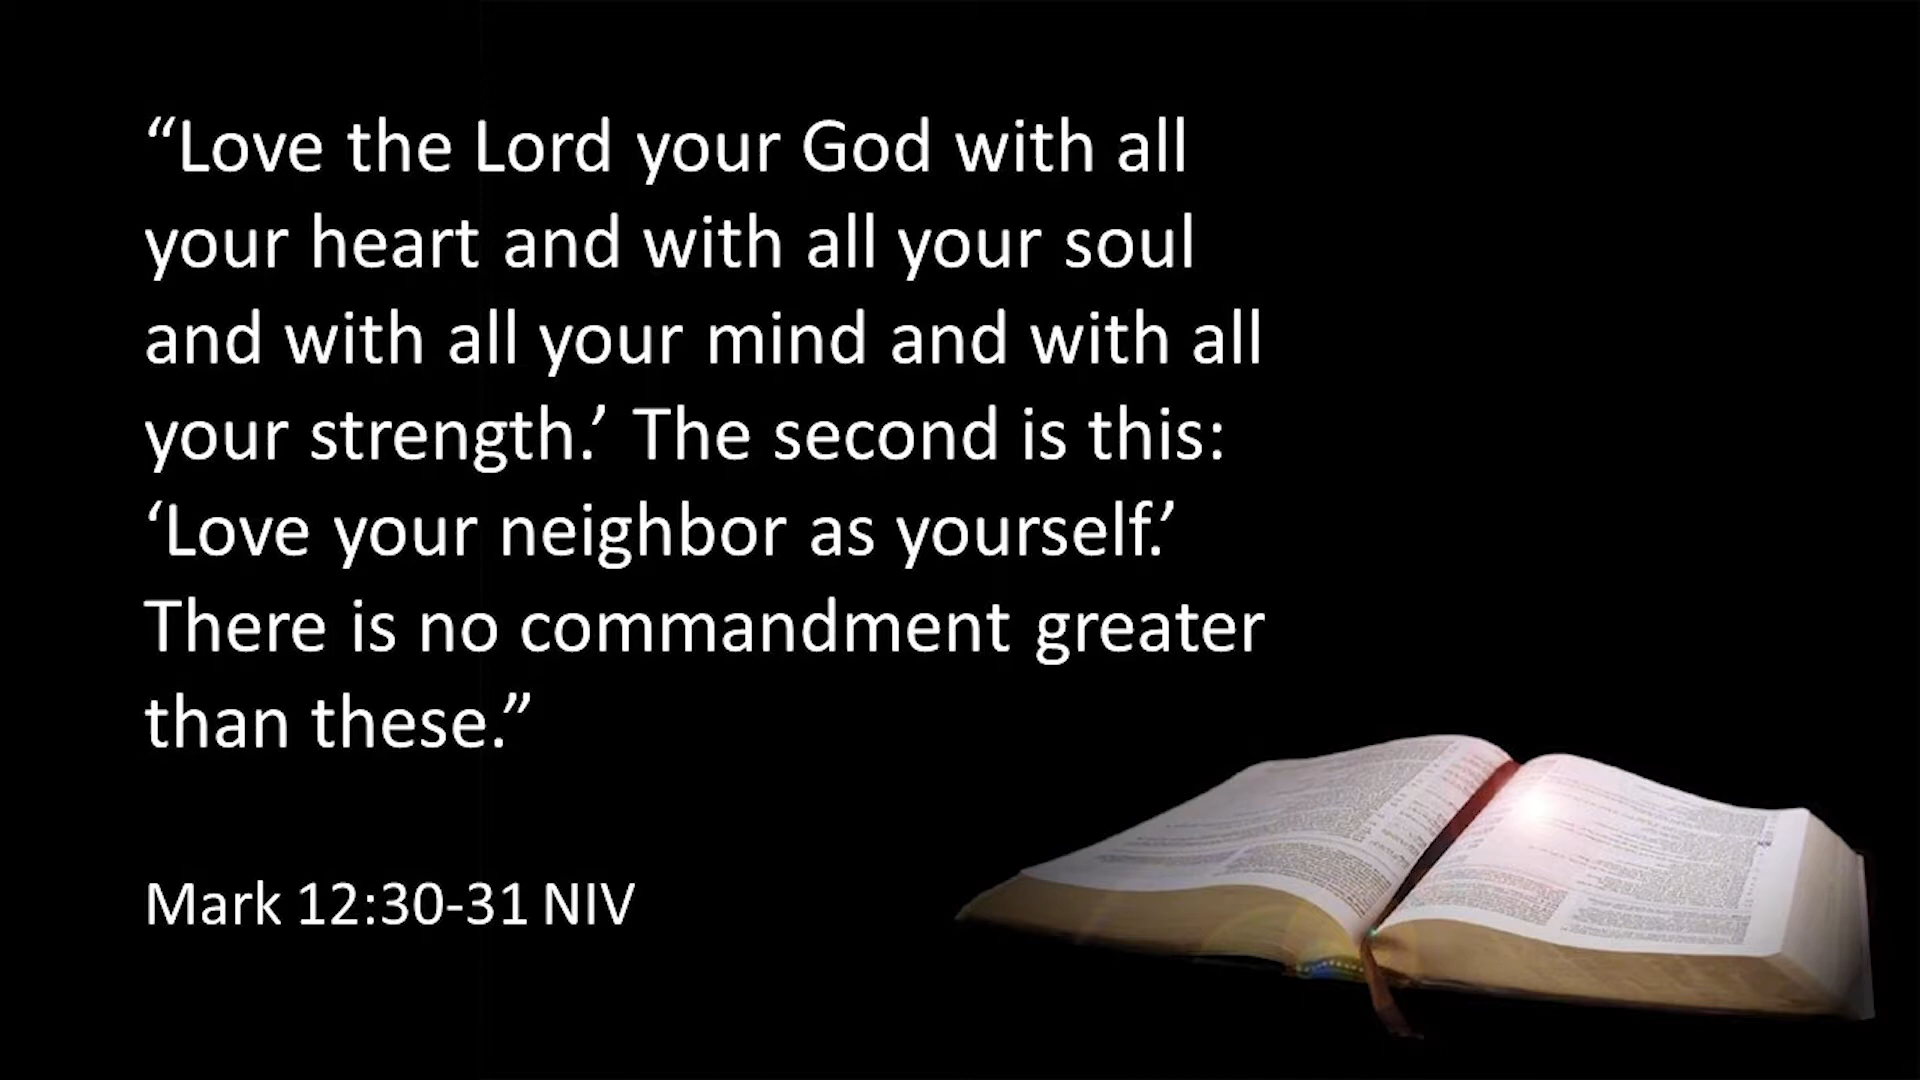 “Love the Lord your God with all
your heart and with all your soul
and with all your mind and with all
your strength.’ The second is this:
‘Love your neighbor as yourself.’
There is no commandment greater
than these.”
Mark 12:30-31 NIV